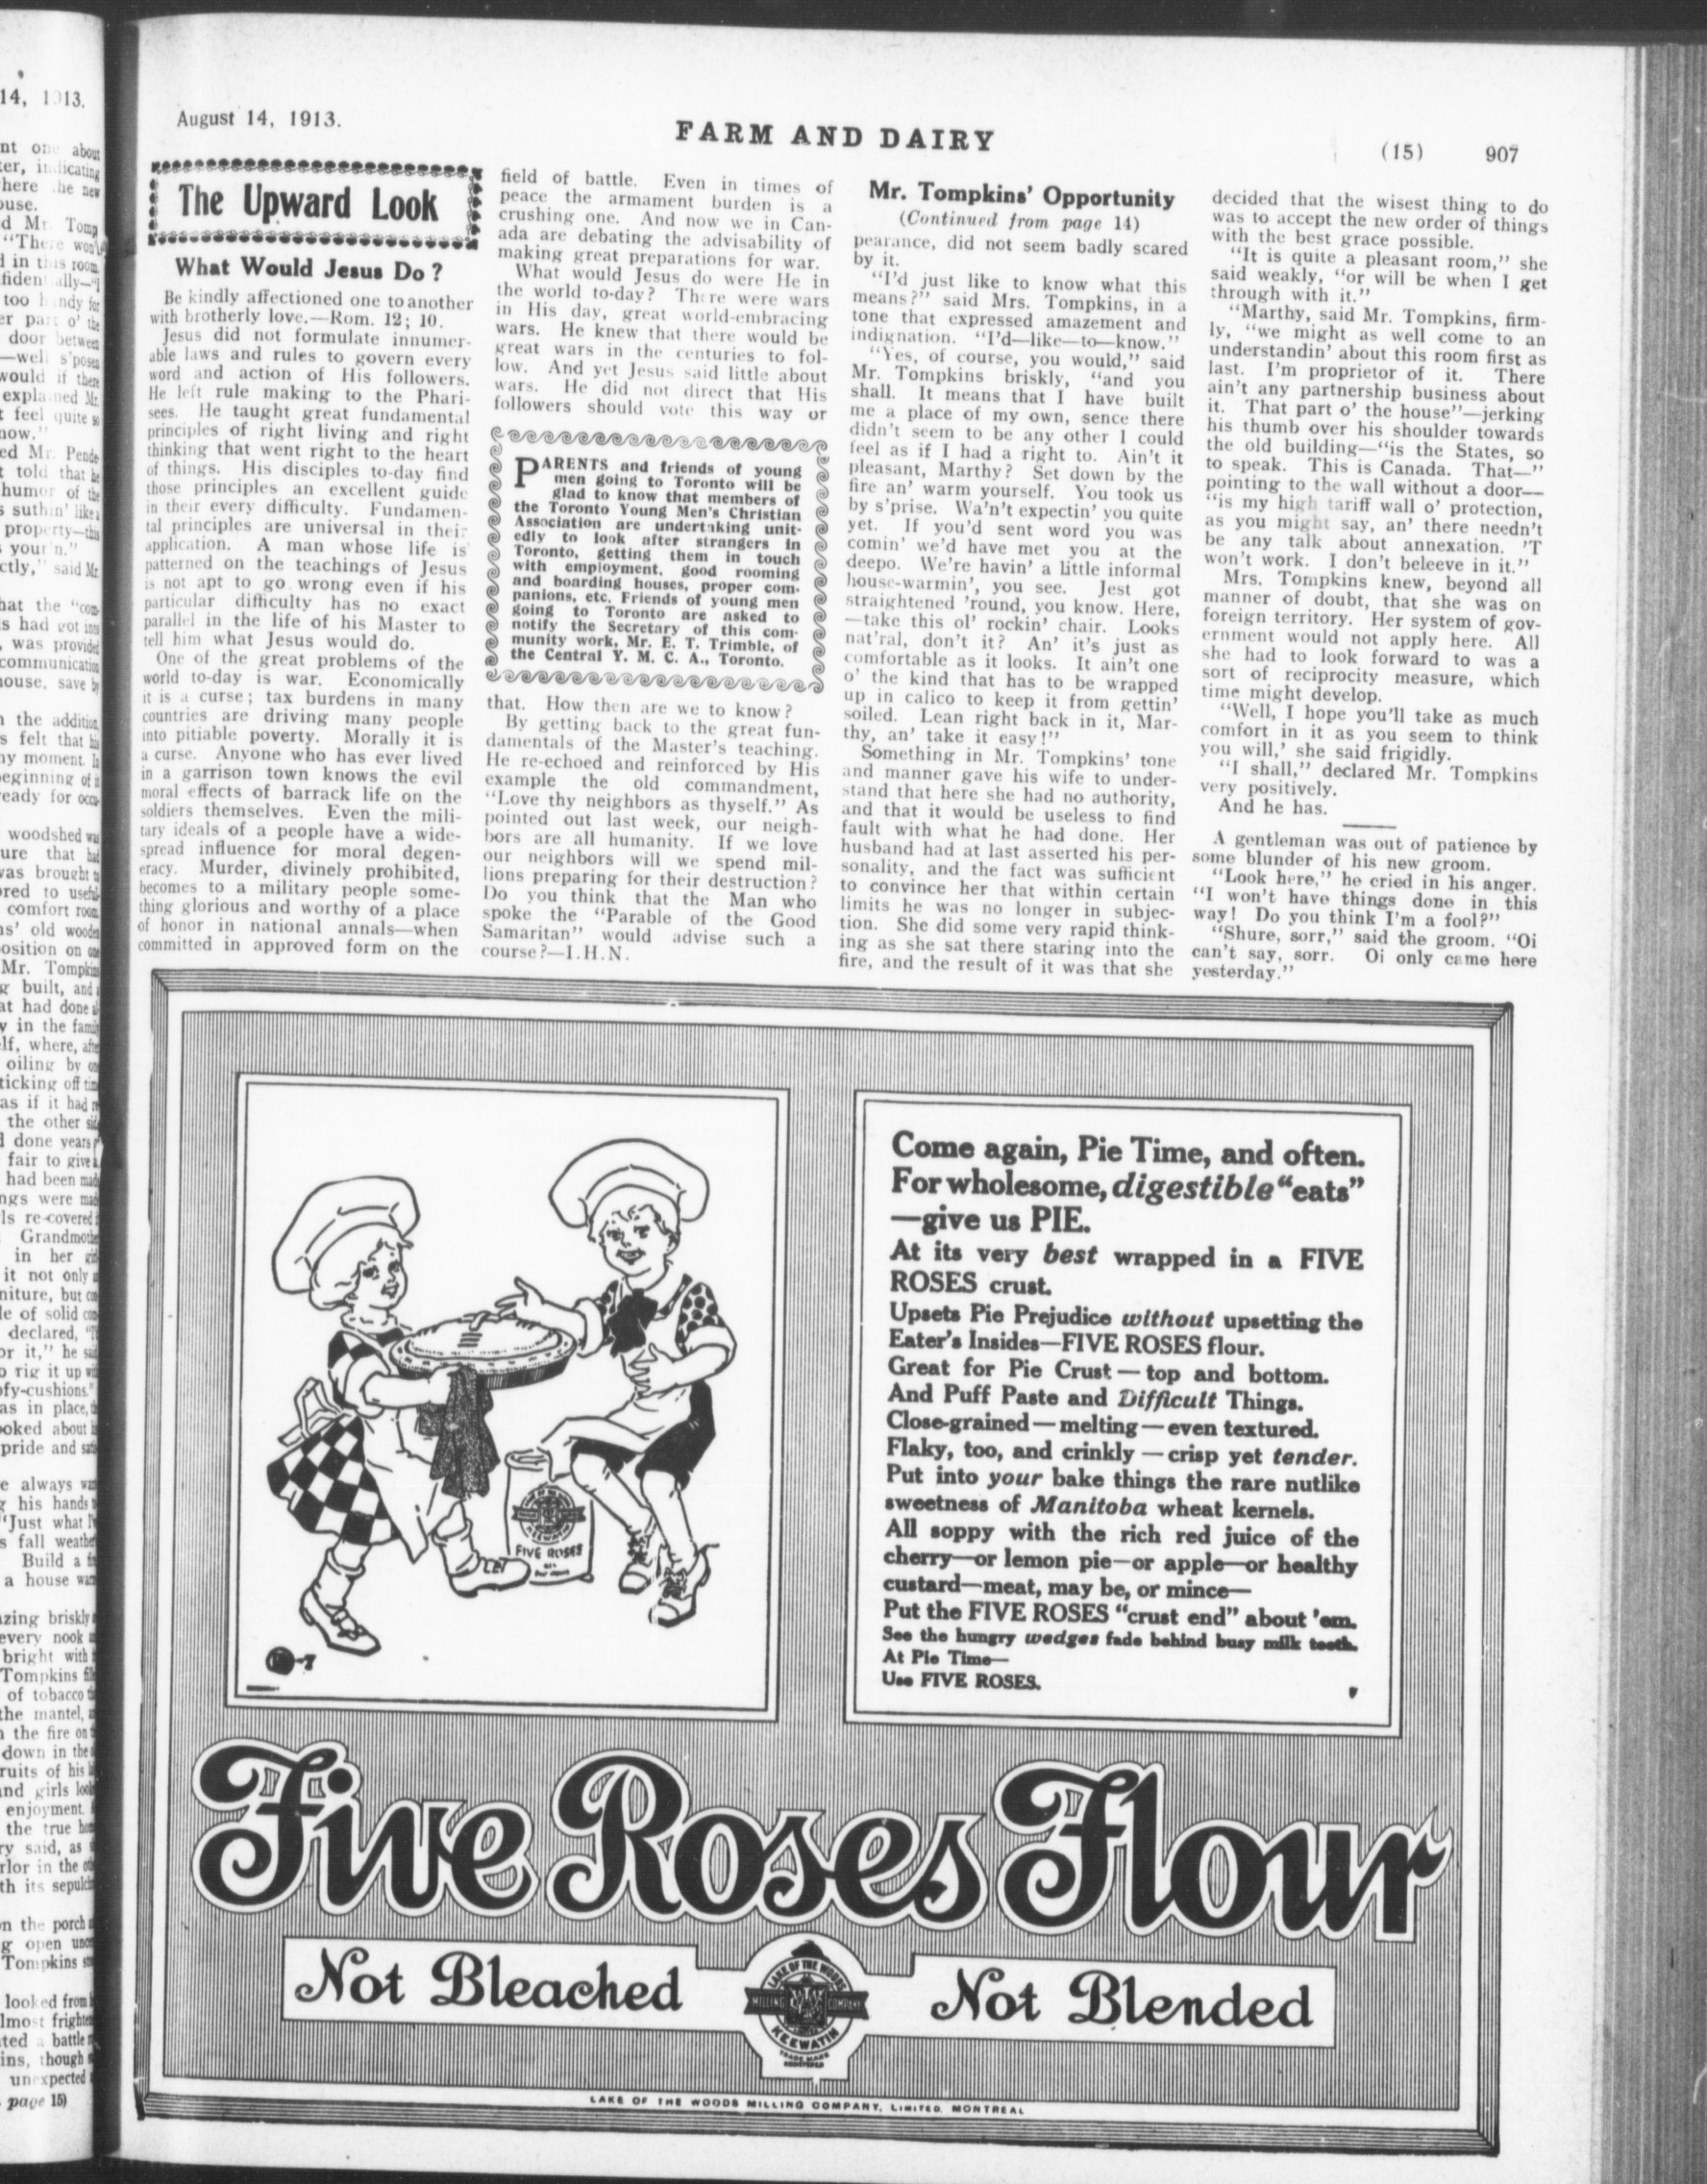 August 14, 1913.
FARM AND DAIRY
(15) 907
The Upward Look
What Would Jesus Do?
Be kindly affectioned one to another
with brotherly love.—Rom. 12; 10.
Jesus did not formulate innumer-
able laws and rules to govern every
word and action of His followers.
He left rule making to the Phari-
sees. He taught great fundamental
principles of right living and right
thinking that went right to the heart
of things. His disciples to-day find
those principles an excellent guide
in their every difficulty. Fundamen-
tal principles are universal in their
application. A man whose life is
patterned on the teachings of Jesus
is not apt to go wrong even if his
particular difficulty has no exact
parallel in the life of his Master to
tell him what Jesus would do.
One of the great problems of the
world to-day is war. Economically
it is a curse; tax burdens in many
countries are driving many people
into pitiable poverty. Morally it is
a curse. Anyone who has ever lived
in a garrison town knows the evil
moral effects of barrack life on the
soldiers themselves. Even the mili-
tary ideals of a people have a wide-
spread influence for moral degen-
eracy. Murder, divinely prohibited,
becomes to a military people some-
thing glorious and worthy of a place
of honor in national annals—when
committed in approved form on the
field of battle. Even in times of
peace the armament burden is a
crushing one. And now we in Can-
ada are debating the advisability of
making great preparations for war.
What would Jesus do were He in
the world to-day? There were wars
in His day, great world-embracing
wars. He knew that there would be
great wars in the centuries to fol-
low. And yet Jesus said little about
wars. He did not direct that His
followers should vote this way or
PARENTS and friends of young
men going to Toronto will be
glad to know that members of
the Toronto Young Men's Christian
Association are undertaking unit-
edly to look after strangers in
Toronto, getting them in touch
with employment, good rooming
and boarding houses, proper com-
panions, etc. Friends of young men
going to Toronto are asked to
notify the Secretary of this com-
munity work, Mr. E. T. Trimble, of
the Central Y. M. C. A., Toronto.
that. How then are we to know?
By getting back to the great fun-
damentals of the Master's teaching.
He re-echoed and reinforced by His
example the old commandment,
"Love thy neighbors as thyself." As
pointed out last week, our neigh-
bors are all humanity. If we love
our neighbors will we spend mil-
lions preparing for their destruction?
Do you think that the Man who
spoke the "Parable of the Good
Samaritan" would advise such a
course?—I.H.N.
Mr. Tompkins' Opportunity
(Continued from page 14)
pearance, did not seem badly scared
by it.
"I'd just like to know what this
means?" said Mrs. Tompkins, in a
tone that expressed amazement and
indignation. "I'd—like—to—know."
"Yes, of course, you would," said
Mr. Tompkins briskly, "and you
shall. It means that I have built
me a place of my own, sence there
didn't seem to be any other I could
feel as if I had a right to. Ain't it
pleasant, Marthy? Set down by the
fire an' warm yourself. You took us
by s'prise. Wa'n't expectin' you quite
yet. If you'd sent word you was
comin' we'd have met you at the
deepo. We're havin' a little informal
house-warmin', you see. Jest got
straightened 'round, you know. Here,
—take this ol' rockin' chair. Looks
nat'ral, don't it? An' it's just as
comfortable as it looks. It ain't one
o' the kind that has to be wrapped
up in calico to keep it from gettin'
soiled. Lean right back in it, Mar-
thy, an' take it easy!"
Something in Mr. Tompkins' tone
and manner gave his wife to under-
stand that here she had no authority,
and that it would be useless to find
fault with what he had done. Her
husband had at last asserted his per-
sonality, and the fact was sufficient
to convince her that within certain
limits he was no longer in subjec-
tion. She did some very rapid think-
ing as she sat there staring into the
fire, and the result of it was that she
decided that the wisest thing to do
was to accept the new order of things
with the best grace possible.
"It is quite a pleasant room," she
said weakly, "or will be when I get
through with it."
"Marthy, said Mr. Tompkins, firm-
ly, "we might as well come to an
understandin' about this room first as
last. I'm proprietor of it. There
ain't any partnership business about
it. That part o' the house"—jerking
his thumb over his shoulder towards
the old building—"is the States, so
to speak. This is Canada. That—"
pointing to the wall without a door—
"is my high tariff wall o' protection,
as you might say, an' there needn't
be any talk about annexation. 'T
won't work. I don't beleeve in it."
Mrs. Tompkins knew, beyond all
manner of doubt, that she was on
foreign territory. Her system of gov-
ernment would not apply here. All
she had to look forward to was a
sort of reciprocity measure, which
time might develop.
"Well, I hope you'll take as much
comfort in it as you seem to think
you will,' she said frigidly.
"I shall," declared Mr. Tompkins
very positively.
And he has.
A gentleman was out of patience by
some blunder of his new groom.
"Look here," he cried in his anger.
"I won't have things done in this
way! Do you think I'm a fool?"
"Shure, sorr," said the groom. "Oi
can't say, sorr. Oi only came here
yesterday."
FIVE ROSES
Come again, Pie Time, and often.
For wholesome, digestible "eats"
—give us PIE.
At its very best wrapped in a FIVE
ROSES crust.
Upsets Pie Prejudice without upsetting the
Eater's Insides—FIVE ROSES flour.
Great for Pie Crust—top and bottom.
And Puff Paste and Difficult Things.
Close-grained—melting—even textured.
Flaky, too, and crinkly—crisp yet tender.
Put into your bake things the rare nutlike
sweetness of Manitoba wheat kernels.
All soppy with the rich red juice of the
cherry—or lemon pie—or apple—or healthy
custard—meat, may be, or mince—
Put the FIVE ROSES "crust end" about 'em.
See the hungry wedges fade behind busy milk teeth.
At Pie Time—
Use FIVE ROSES.
Five Roses Flour
Not Bleached
LAKE OF THE WOODS
MILLING COMPANY
KEEWATIN
TRADE MARK
REGISTERED
Not Blended
LAKE OF THE WOODS MILLING COMPANY, LIMITED. MONTREAL